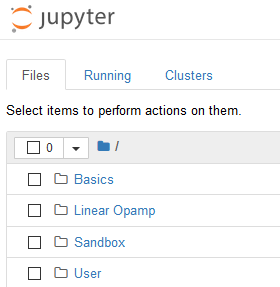 jupyter
Files Running Clusters
Select items to perform actions on them.
0 /
Basics
Linear Opamp
Sandbox
User